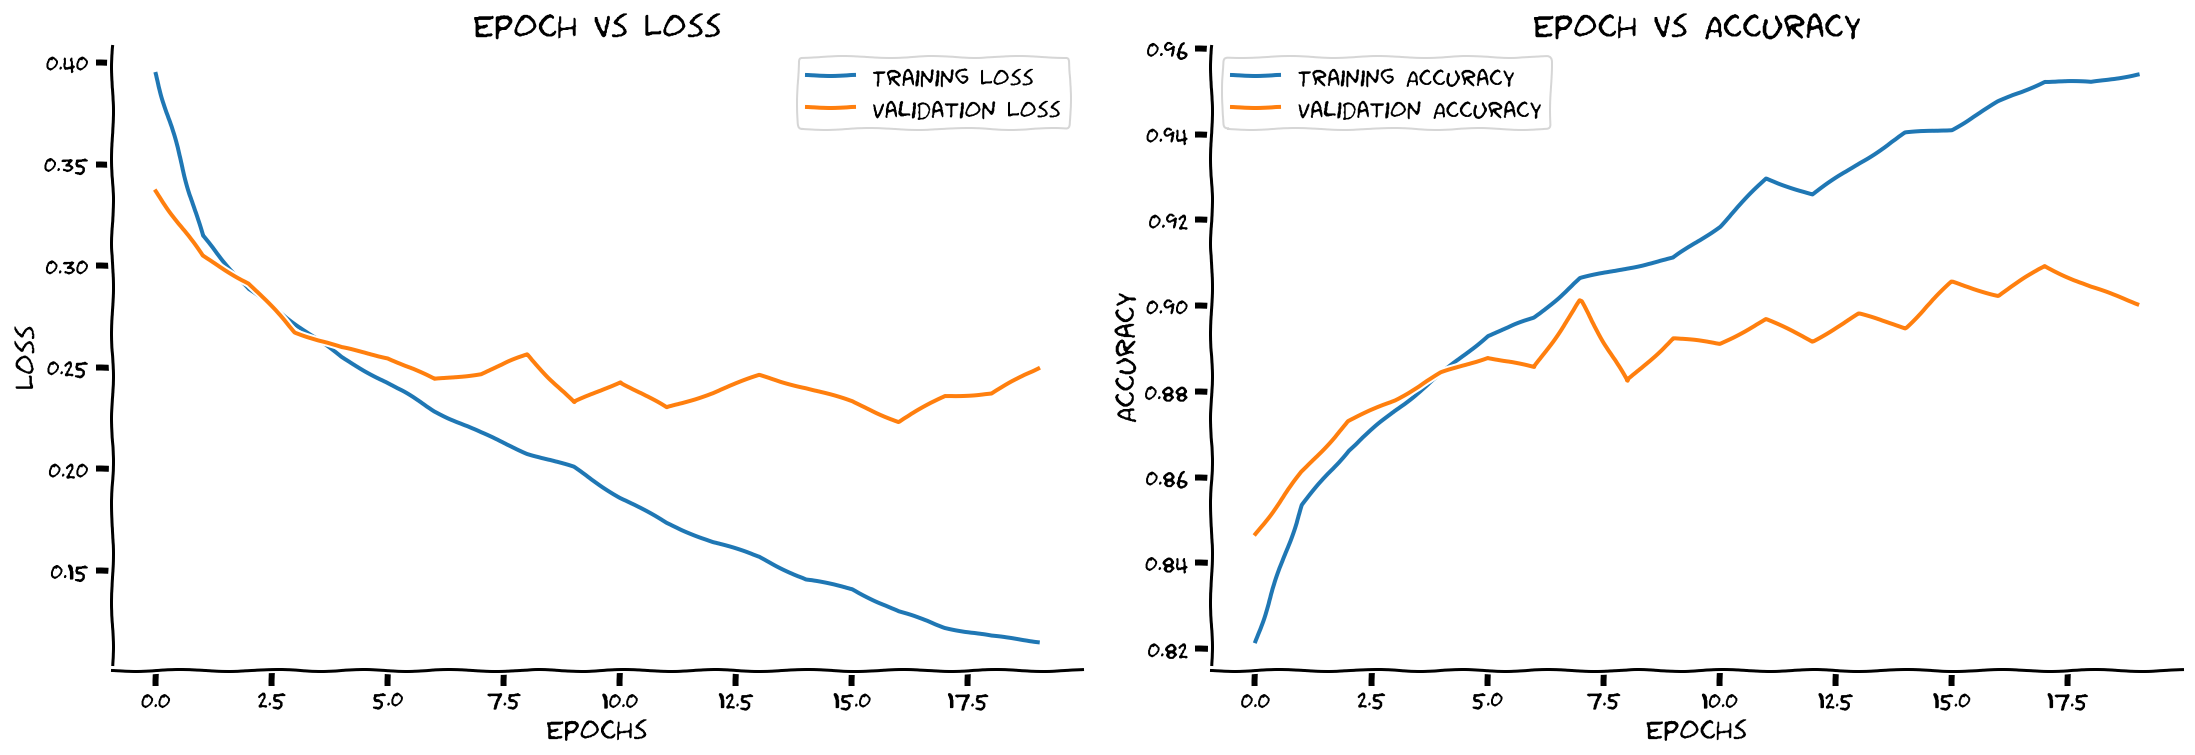 EPOCH VS LOSS
TRAINING LOSS
VALIDATION LOSS
0.40
0.35
0.30
0.25
0.20
0.15
LOSS
0.0 2.5 5.0 7.5 10.0 12.5 15.0 17.5
EPOCHS
EPOCH VS ACCURACY
TRAINING ACCURACY
VALIDATION ACCURACY
0.96
0.94
0.92
0.90
0.88
0.86
0.84
0.82
ACCURACY
0.0 2.5 5.0 7.5 10.0 12.5 15.0 17.5
EPOCHS